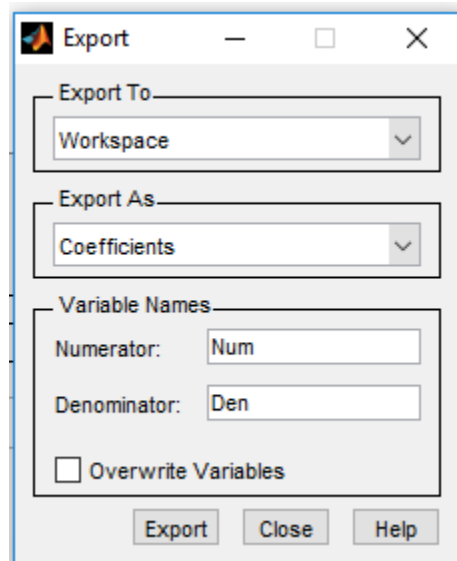 Export
Export To
Workspace
Export As
Coefficients
Variable Names
Numerator: Num
Denominator: Den
Overwrite Variables
Export Close Help